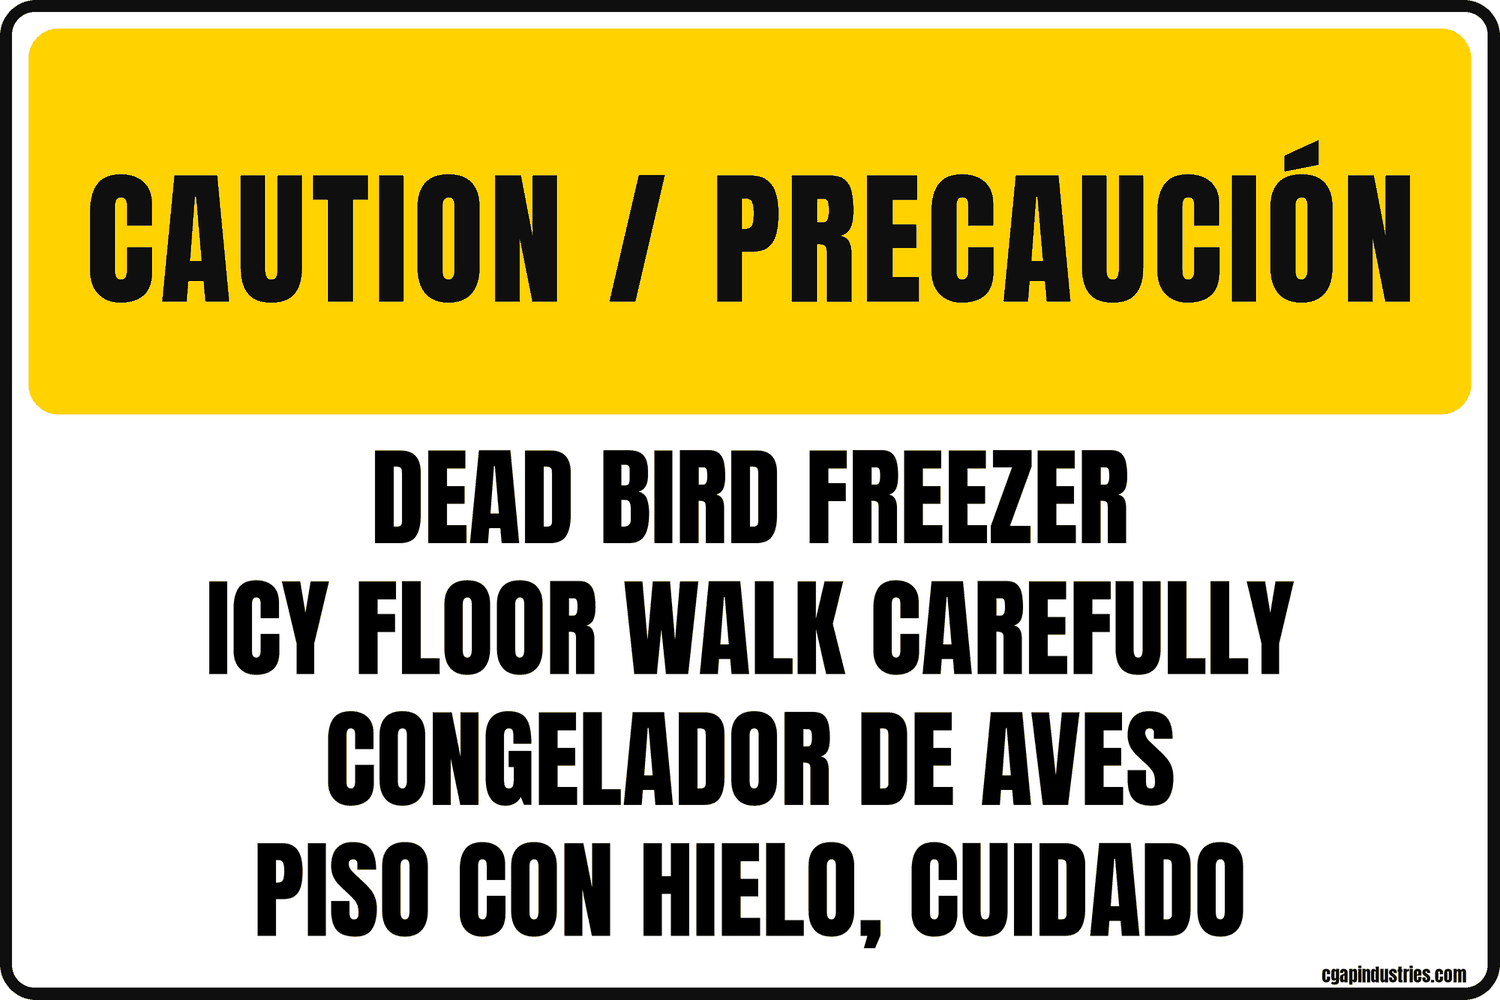 CAUTION / PRECAUCIÓN
DEAD BIRD FREEZER
ICY FLOOR WALK CAREFULLY
CONGELADOR DE AVES
PISO CON HIELO, CUIDADO
cgapindustries.com